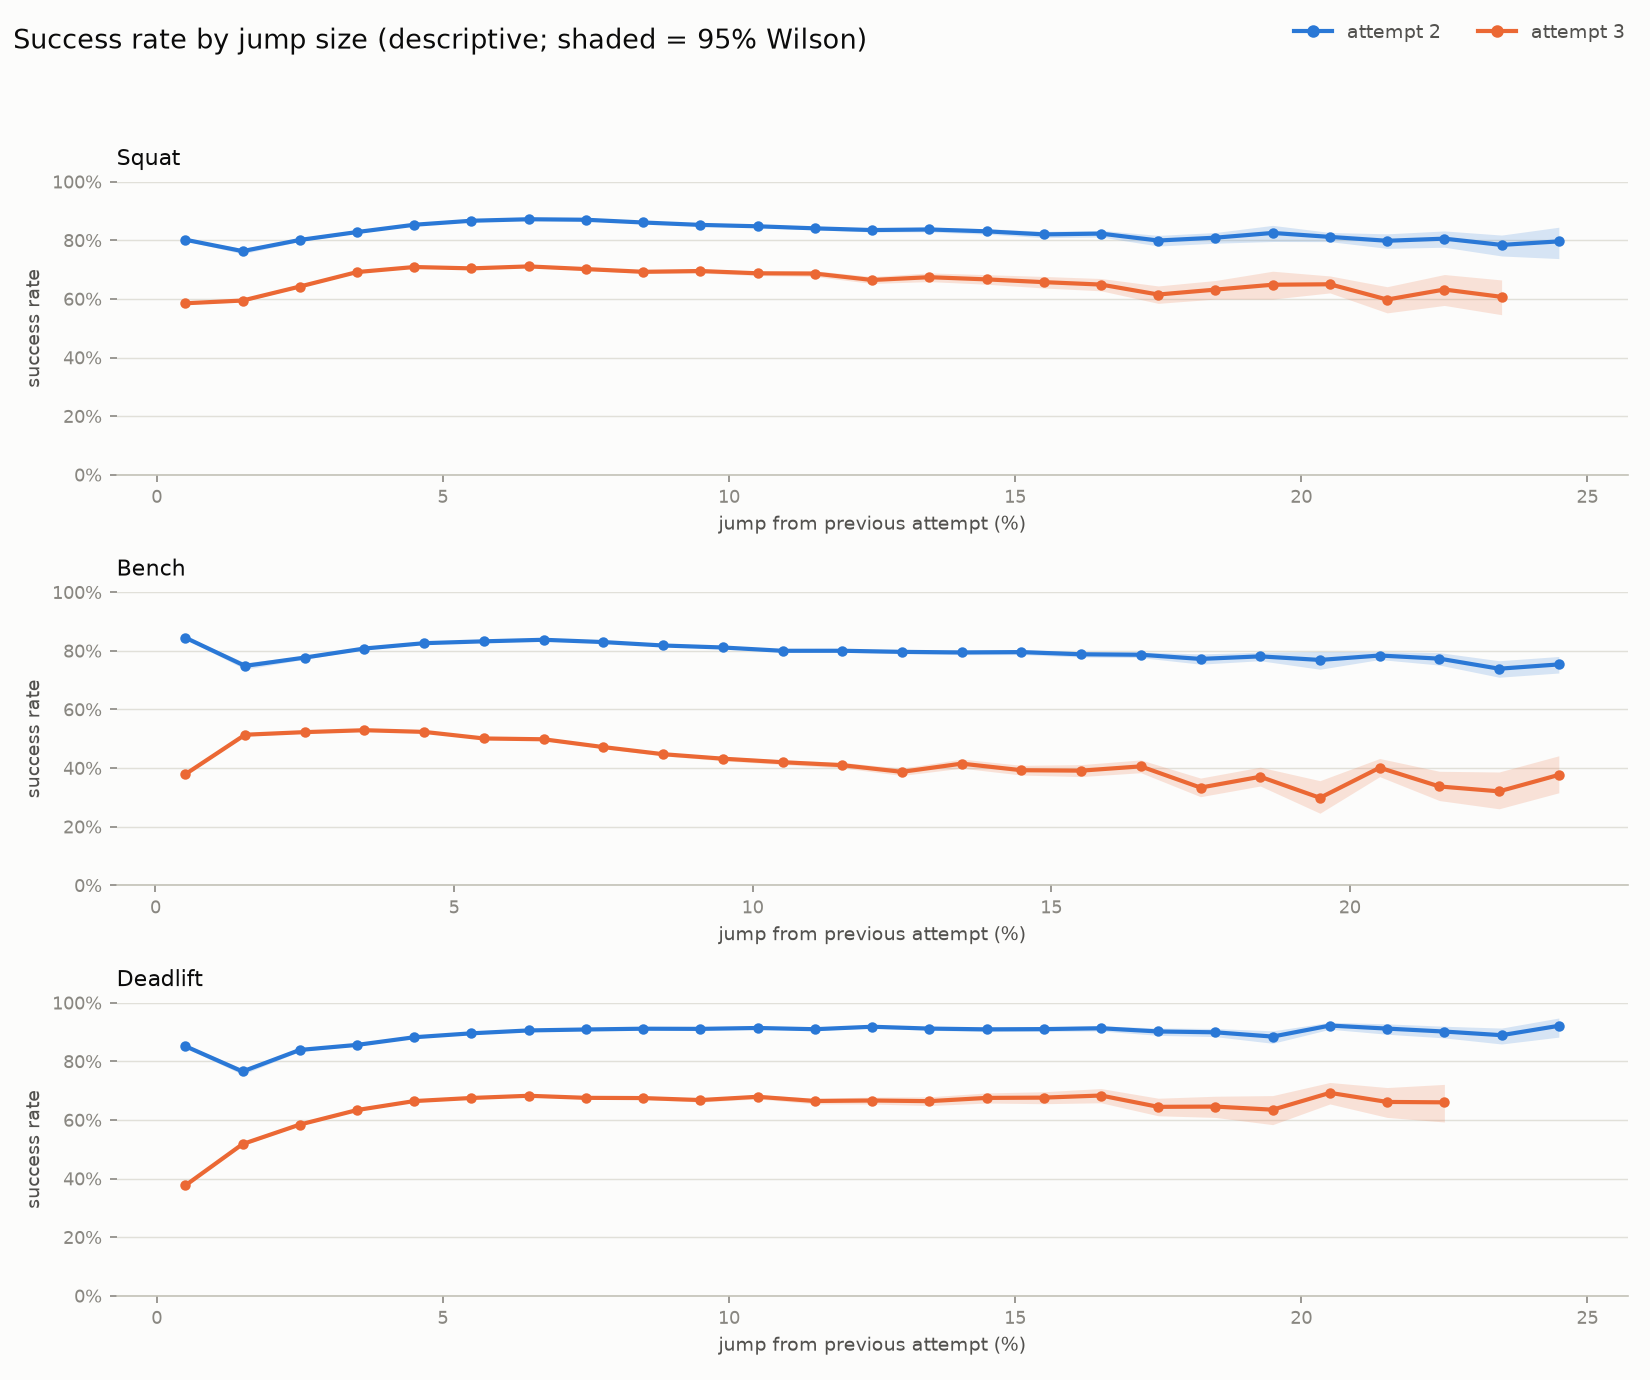 Success rate by jump size (descriptive; shaded = 95% Wilson)
attempt 2
attempt 3
Squat
100%
80%
60%
40%
20%
0%
success rate
0 5 10 15 20 25
jump from previous attempt (%)
Bench
100%
80%
60%
40%
20%
0%
success rate
0 5 10 15 20
jump from previous attempt (%)
Deadlift
100%
80%
60%
40%
20%
0%
success rate
0 5 10 15 20 25
jump from previous attempt (%)